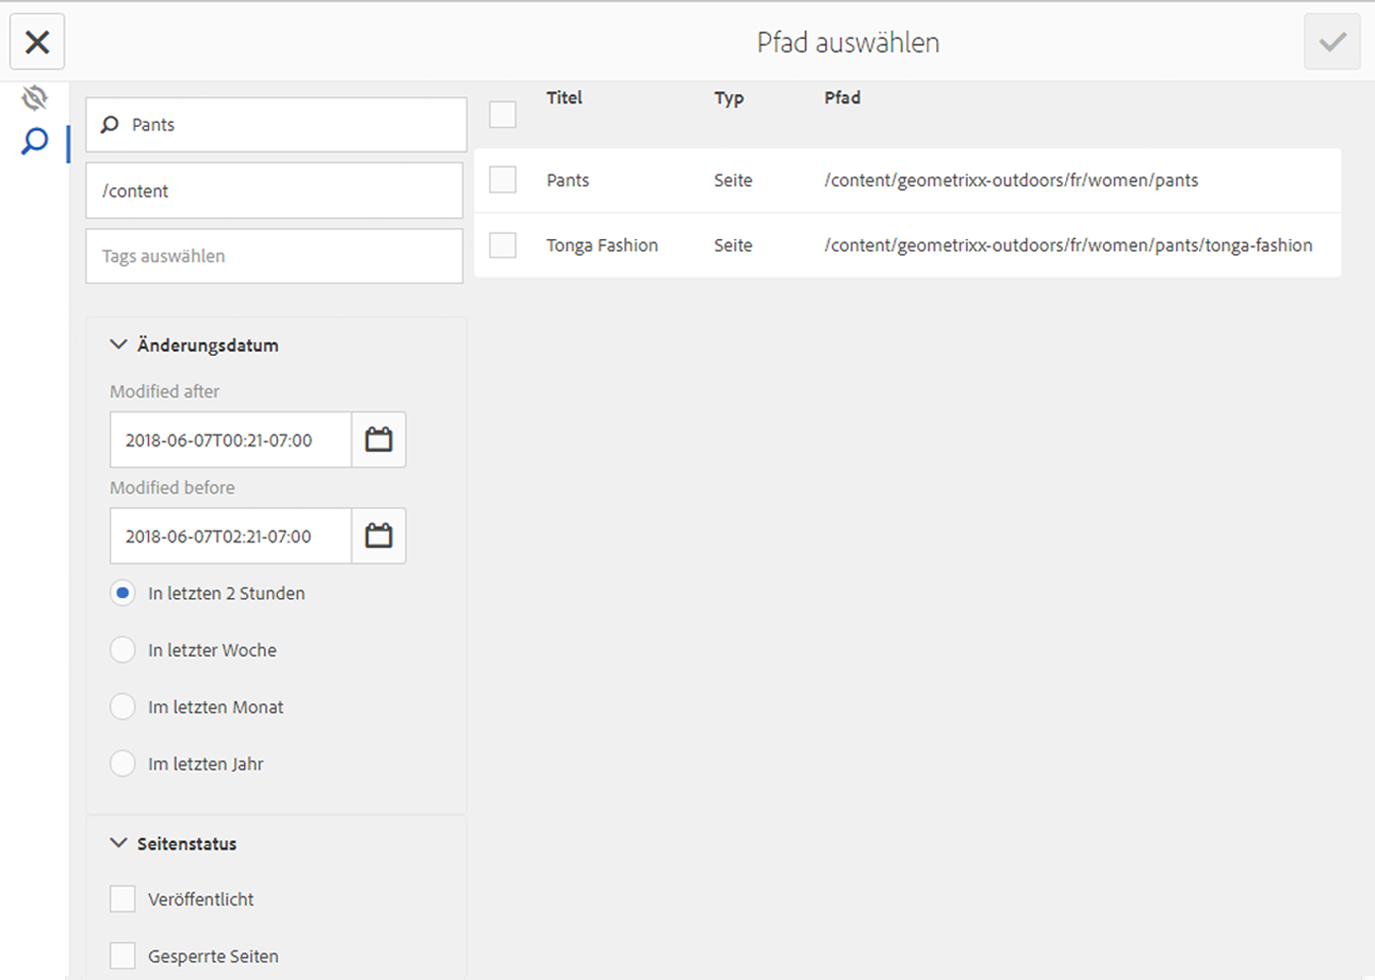 Pfad auswählen
Pants
/content
Tags auswählen
Änderungsdatum
Modified after
2018-06-07T00:21-07:00
Modified before
2018-06-07T02:21-07:00
In letzten 2 Stunden
In letzter Woche
Im letzten Monat
Im letzten Jahr
Seitenstatus
Veröffentlicht
Gesperrte Seiten
Titel Typ Pfad
Pants Seite /content/geometrixx-outdoors/fr/women/pants
Tonga Fashion Seite /content/geometrixx-outdoors/fr/women/pants/tonga-fashion